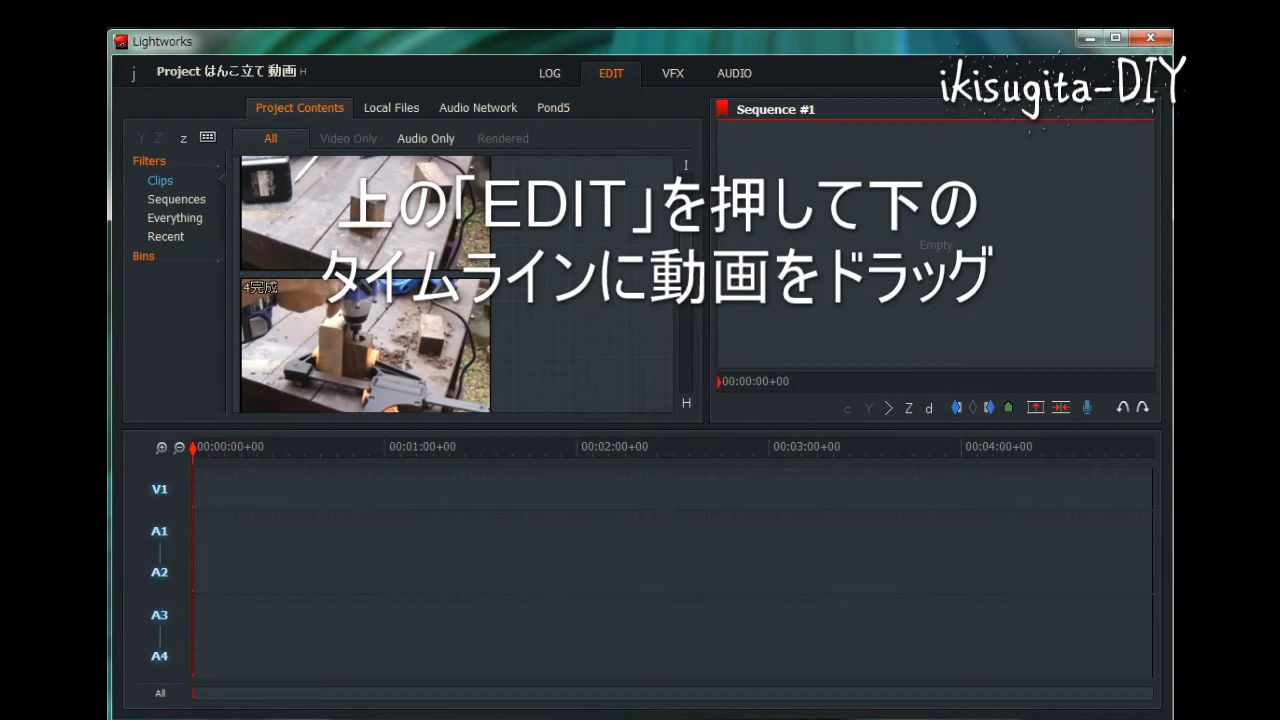 Lightworks
Project はんこ立て動画 H
LOG EDIT VFX AUDIO
ikisugita-DIY
Project Contents Local Files Audio Network Pond5
Sequence #1
Y Z z
All Video Only Audio Only Rendered
Filters
Clips
Sequences
Everything
Recent
Bins
I
上の「EDIT」を押して下の
タイムラインに動画をドラッグ
Empty
4完成
H
00:00:00+00
c Y Z d
00:00:00+00 00:01:00+00 00:02:00+00 00:03:00+00 00:04:00+00
V1
A1
A2
A3
A4
All